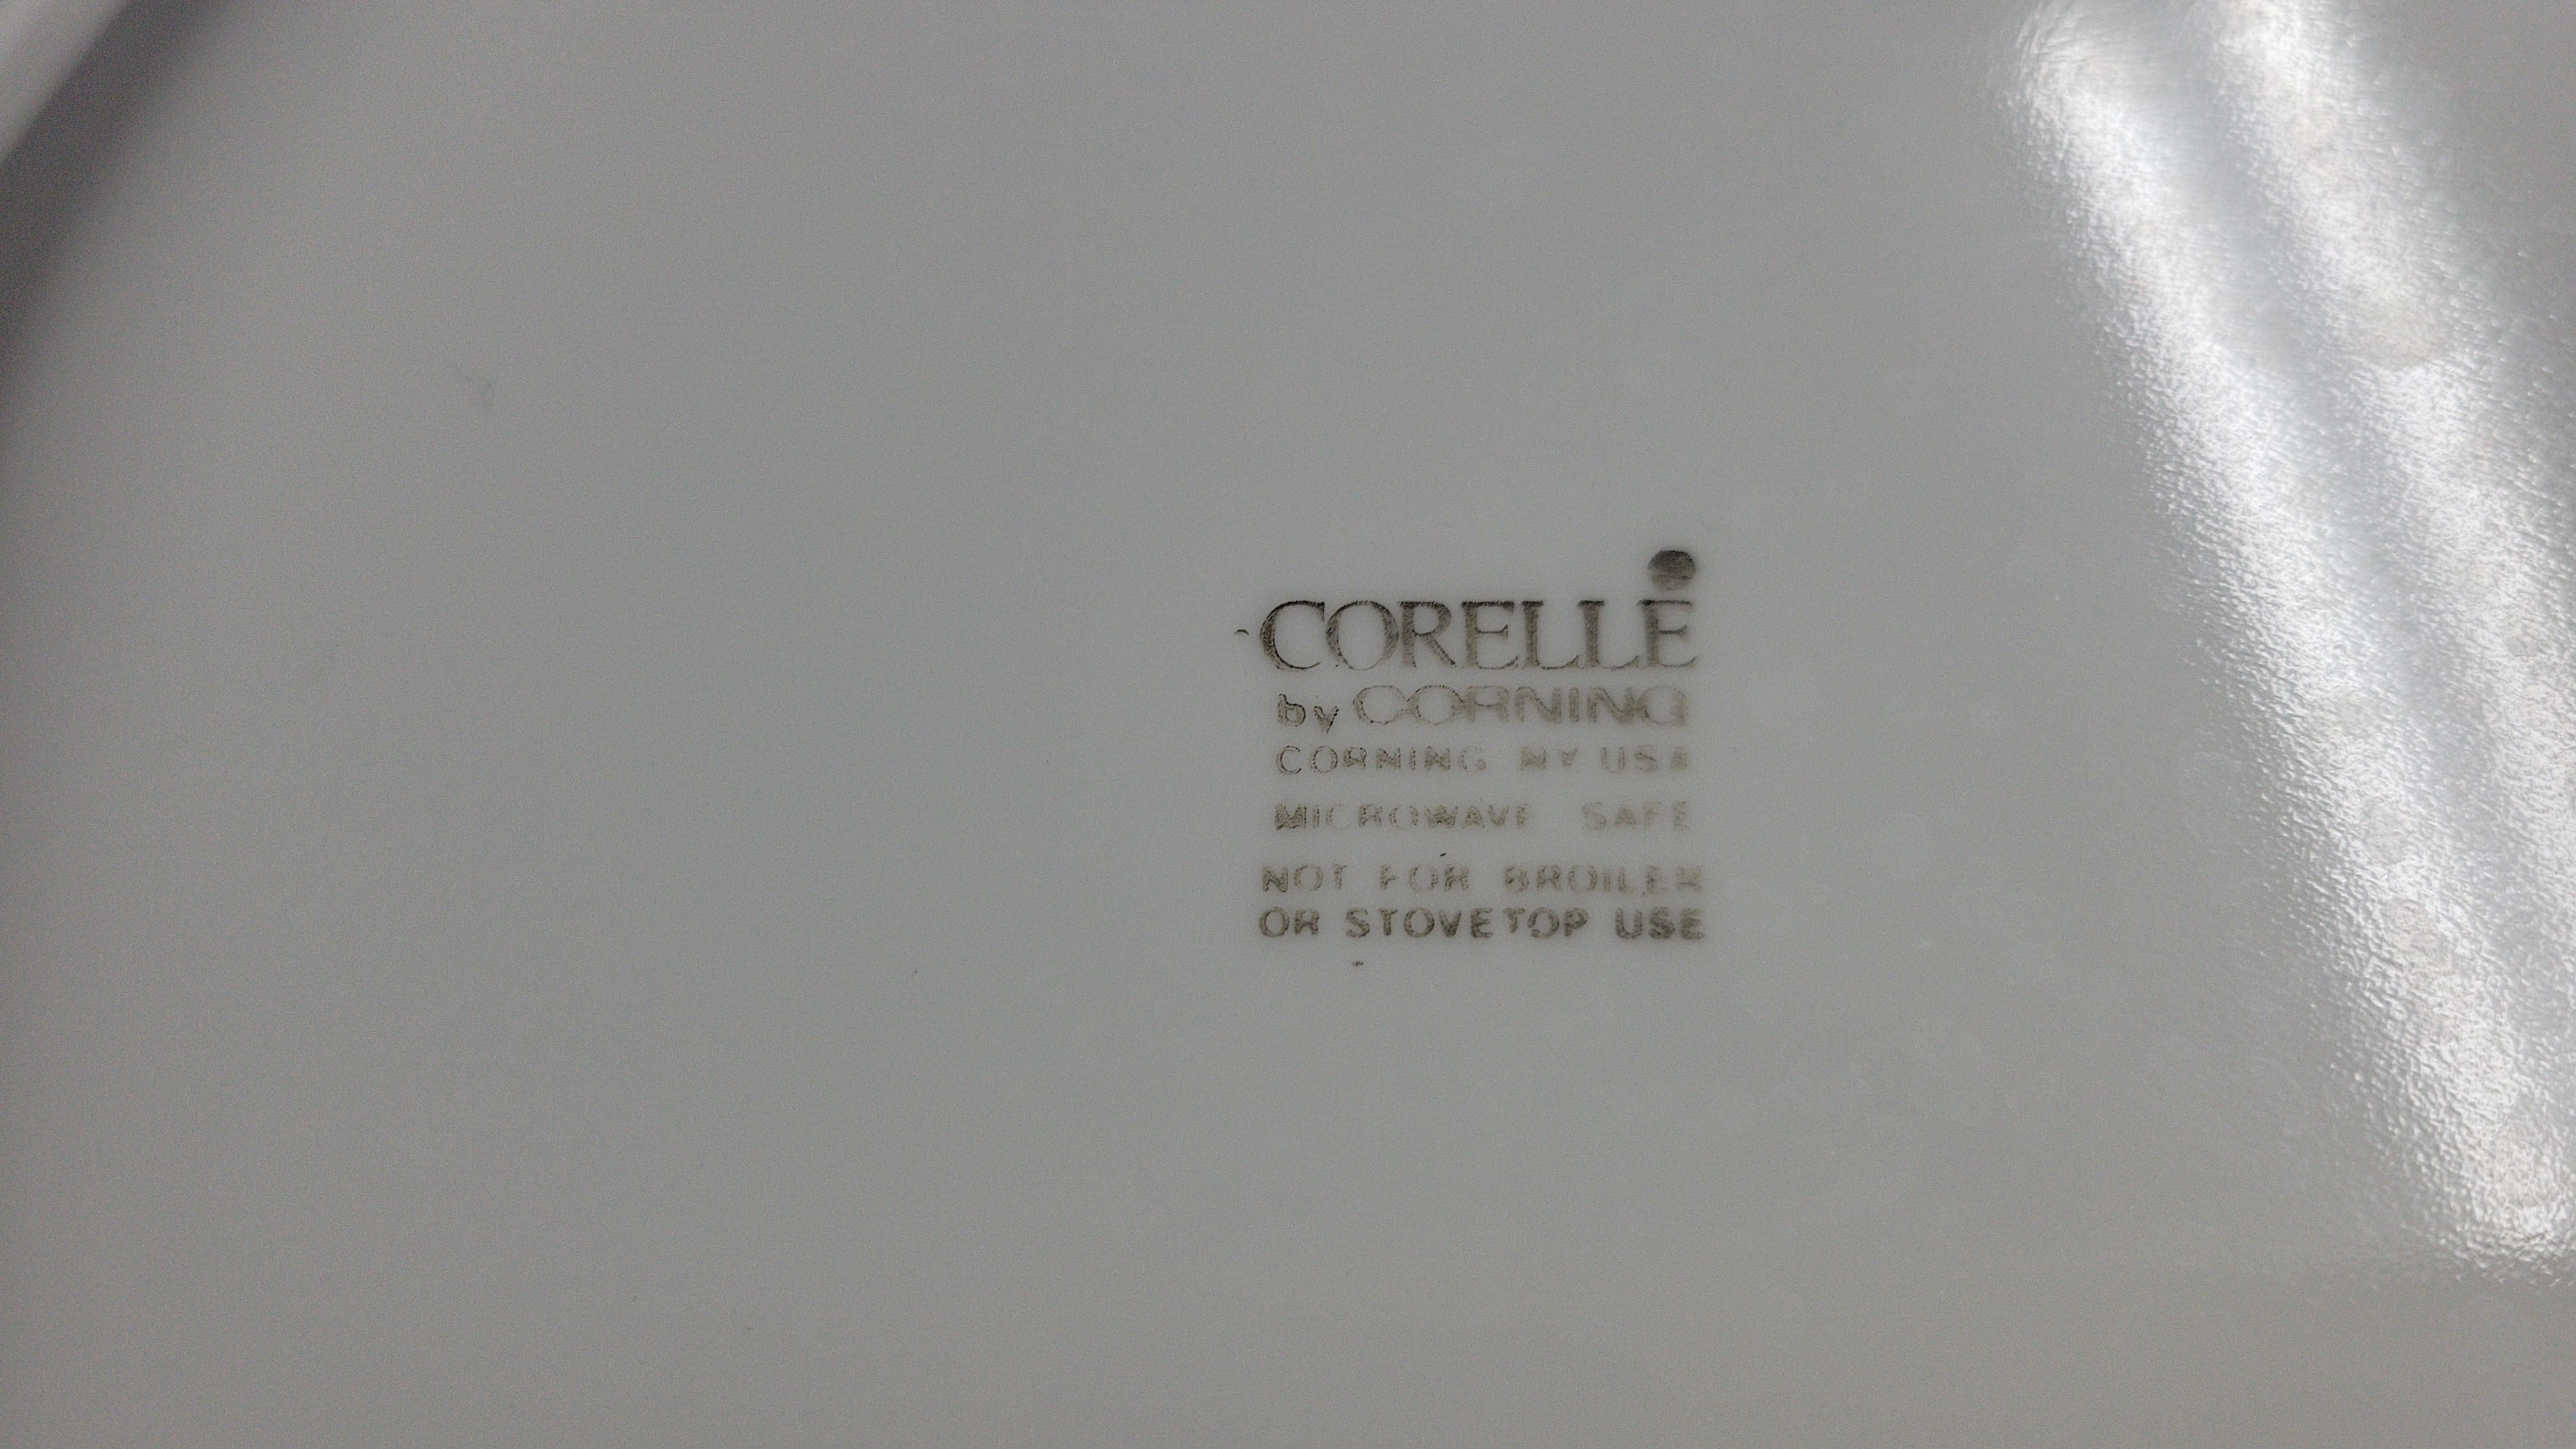 CORELLE
by CORNING
CORNING NY USA
MICROWAVE SAFE
NOT FOR BROILER
OR STOVETOP USE